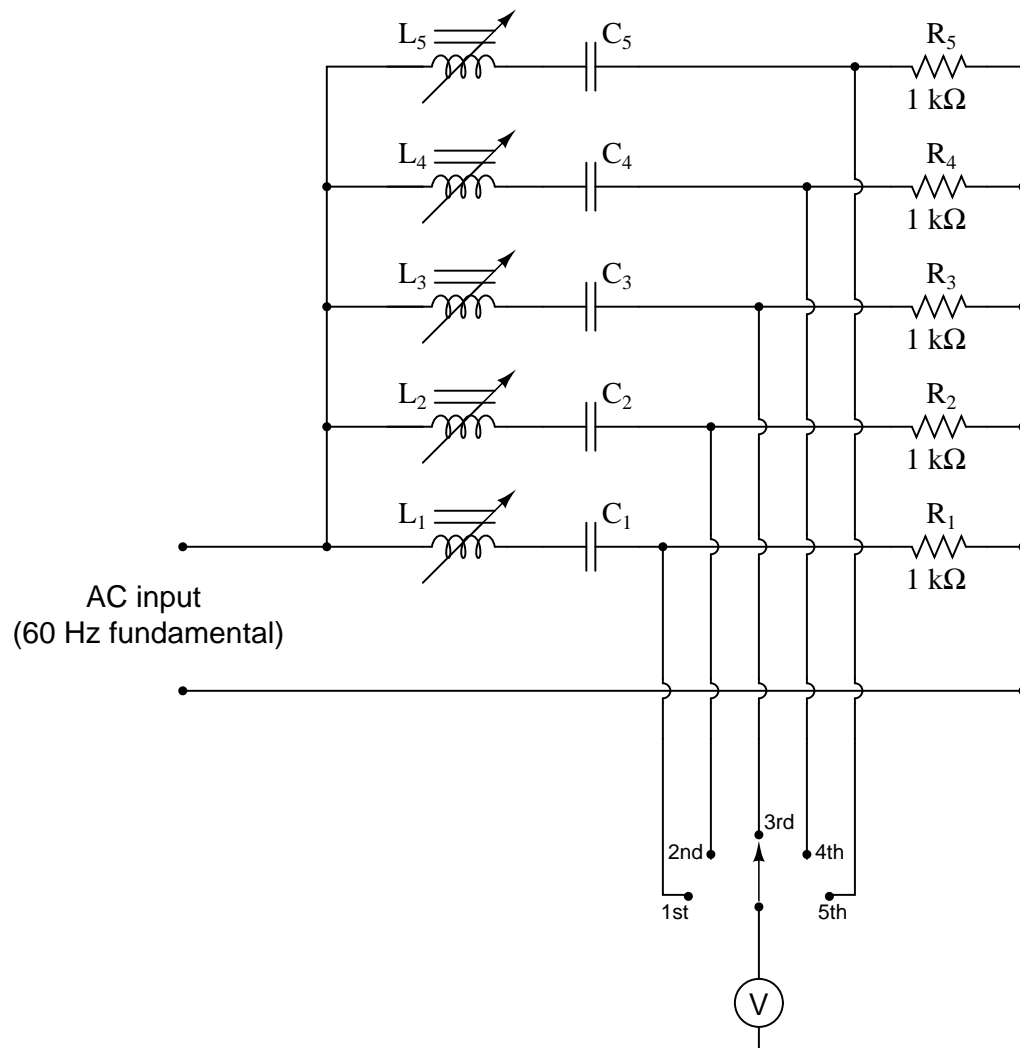 L5 C5 R5
1 kΩ
L4 C4 R4
1 kΩ
L3 C3 R3
1 kΩ
L2 C2 R2
1 kΩ
L1 C1 R1
1 kΩ
AC input
(60 Hz fundamental)
3rd
2nd 4th
1st 5th
V